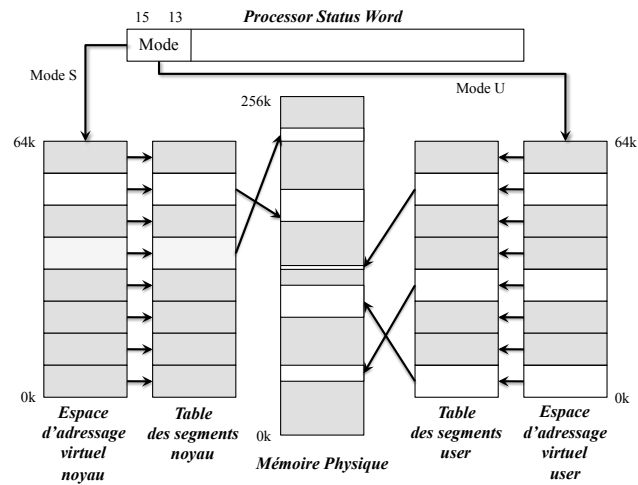 Processor Status Word
15 13
Mode
Mode S
Mode U
256k
64k
64k
0k
0k
0k
Espace
d'adressage
virtuel
noyau
Table
des segments
noyau
Mémoire Physique
Table
des segments
user
Espace
d'adressage
virtuel
user